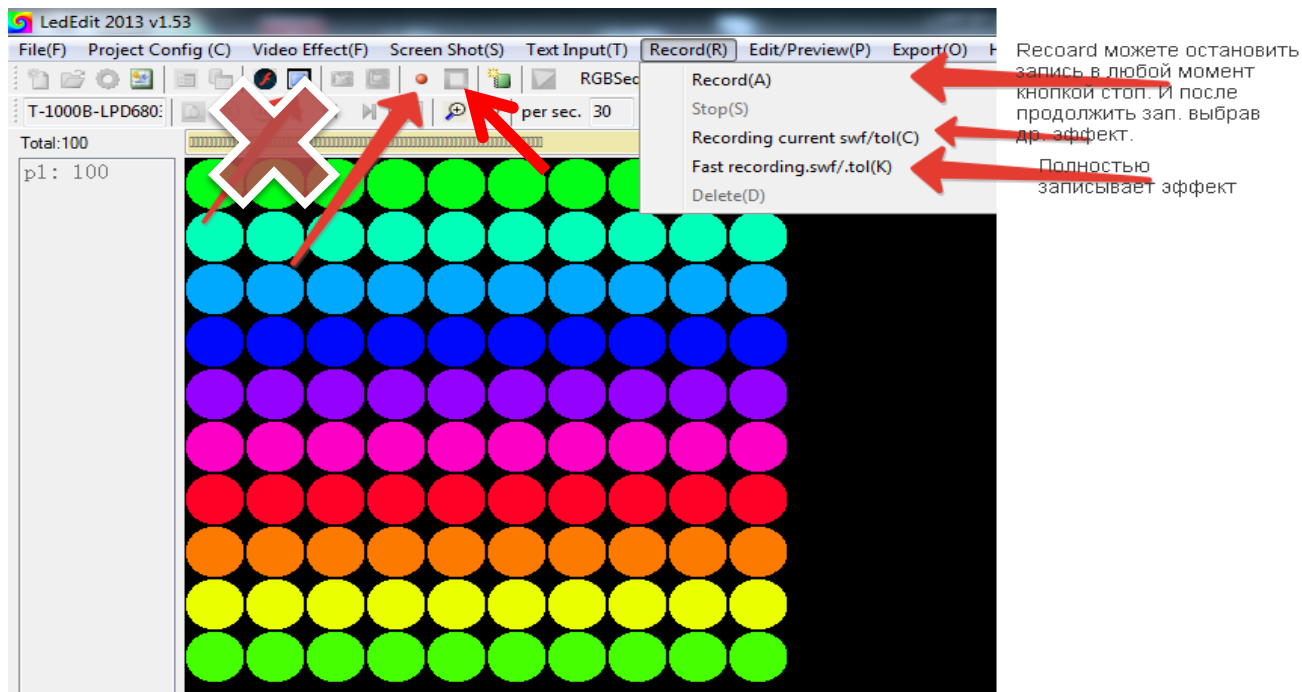 LedEdit 2013 v1.53
File(F) Project Config (C) Video Effect(F) Screen Shot(S) Text Input(T) Record(R) Edit/Preview(P) Export(O) H
RGBSeq
T-1000B-LPD6803
per sec. 30
Total:100
p1: 100
Record(A)
Stop(S)
Recording current swf/tol(C)
Fast recording.swf/.tol(K)
Delete(D)
Recoard можете остановить
запись в любой момент
кнопкой стоп. И после
продолжить зап. выбрав
др. эффект.
Полностью
записывает эффект